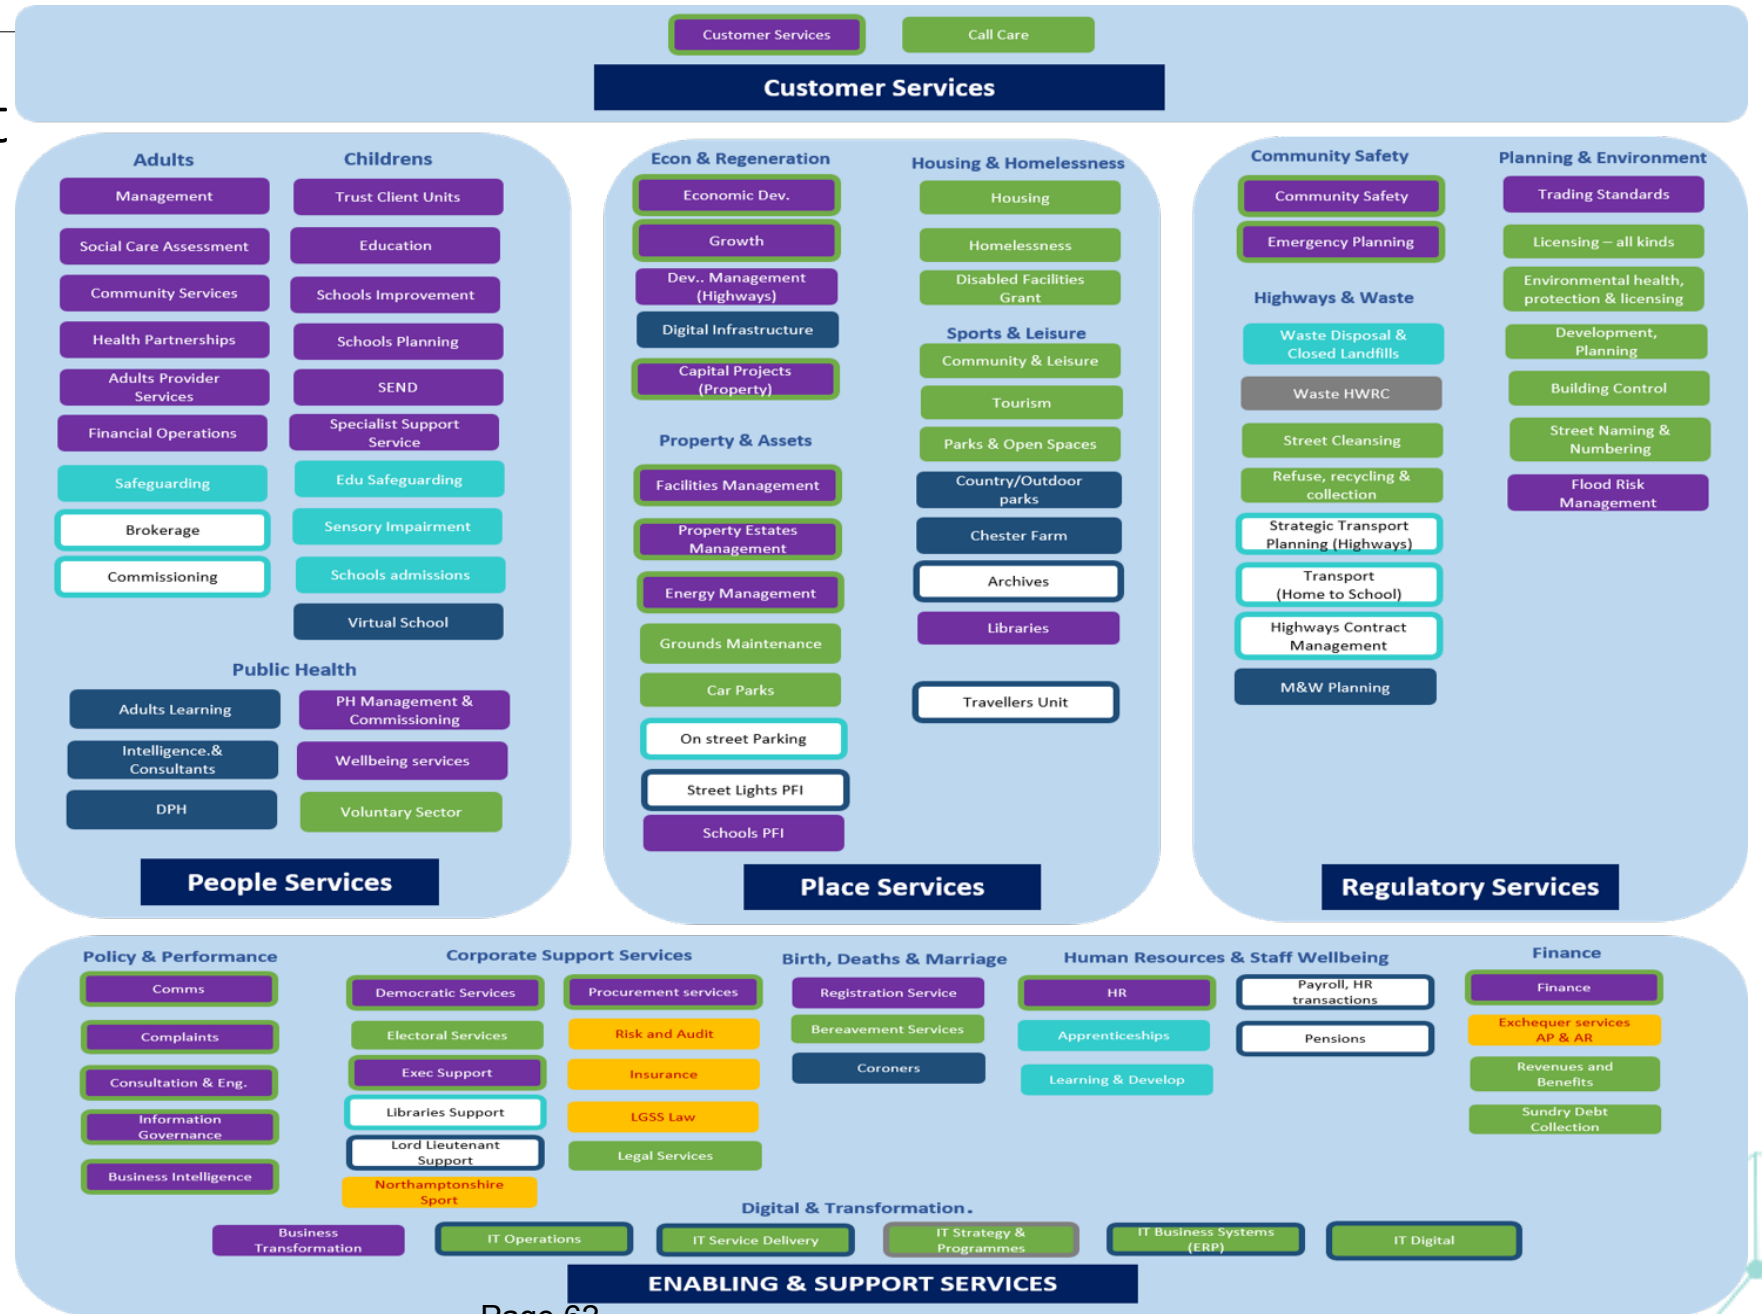 Customer Services
Call Care
Customer Services
t
Adults
Management
Social Care Assessment
Community Services
Health Partnerships
Adults Provider
Services
Financial Operations
Safeguarding
Brokerage
Commissioning
Childrens
Trust Client Units
Education
Schools Improvement
Schools Planning
SEND
Specialist Support
Service
Edu Safeguarding
Sensory Impairment
Schools admissions
Virtual School
Public Health
Adults Learning
Intelligence.&
Consultants
DPH
PH Management &
Commissioning
Wellbeing services
Voluntary Sector
People Services
Econ & Regeneration
Economic Dev.
Growth
Dev.. Management
(Highways)
Digital Infrastructure
Capital Projects
(Property)
Property & Assets
Facilities Management
Property Estates
Management
Energy Management
Grounds Maintenance
Car Parks
On street Parking
Street Lights PFI
Schools PFI
Housing & Homelessness
Housing
Homelessness
Disabled Facilities
Grant
Sports & Leisure
Community & Leisure
Tourism
Parks & Open Spaces
Country/Outdoor
parks
Chester Farm
Archives
Libraries
Travellers Unit
Place Services
Community Safety
Community Safety
Emergency Planning
Highways & Waste
Waste Disposal &
Closed Landfills
Waste HWRC
Street Cleansing
Refuse, recycling &
collection
Strategic Transport
Planning (Highways)
Transport
(Home to School)
Highways Contract
Management
M&W Planning
Planning & Environment
Trading Standards
Licensing – all kinds
Environmental health,
protection & licensing
Development,
Planning
Building Control
Street Naming &
Numbering
Flood Risk
Management
Regulatory Services
Policy & Performance
Comms
Complaints
Consultation & Eng.
Information
Governance
Business Intelligence
Corporate Support Services
Democratic Services
Electoral Services
Exec Support
Libraries Support
Lord Lieutenant
Support
Northamptonshire
Sport
Procurement services
Risk and Audit
Insurance
LGSS Law
Legal Services
Birth, Deaths & Marriage
Registration Service
Bereavement Services
Coroners
Human Resources & Staff Wellbeing
HR
Apprenticeships
Learning & Develop
Payroll, HR
transactions
Pensions
Finance
Finance
Exchequer services
AP & AR
Revenues and
Benefits
Sundry Debt
Collection
Digital & Transformation.
Business
Transformation
IT Operations
IT Service Delivery
IT Strategy &
Programmes
IT Business Systems
(ERP)
IT Digital
ENABLING & SUPPORT SERVICES
Page 62